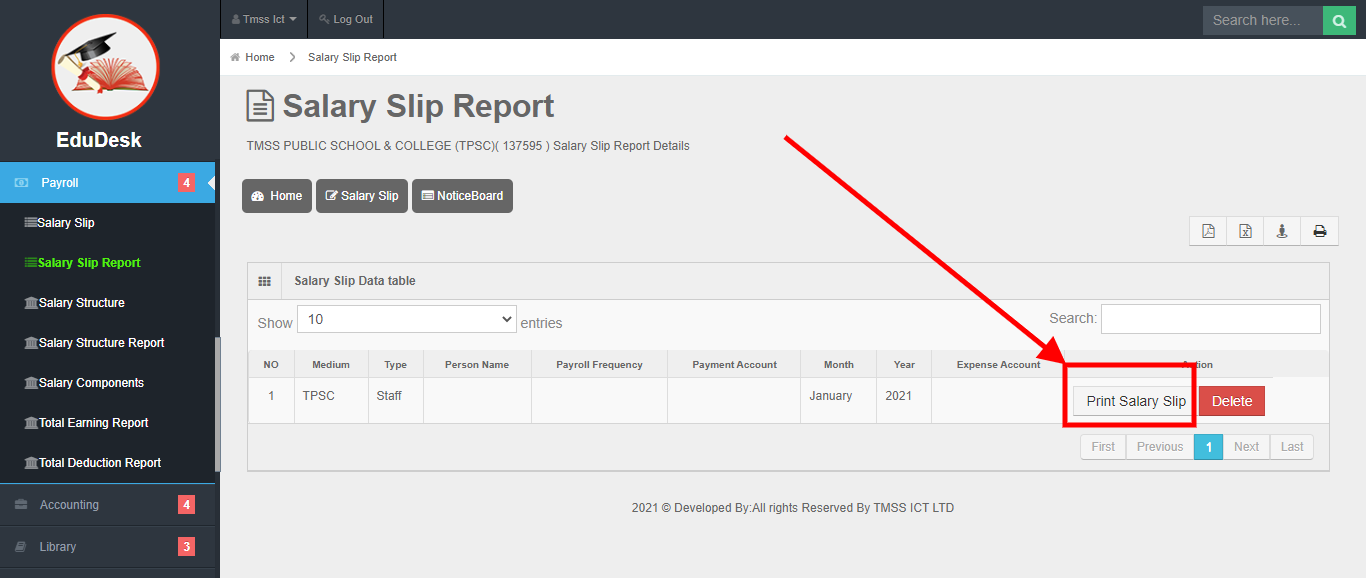 Tmss Ict
Log Out
Search here...
EduDesk
Home
Salary Slip Report
Salary Slip Report
TMSS PUBLIC SCHOOL & COLLEGE (TPSC)( 137595 ) Salary Slip Report Details
Home
Salary Slip
NoticeBoard
Payroll 4
Salary Slip
Salary Slip Report
Salary Structure
Salary Structure Report
Salary Components
Total Earning Report
Total Deduction Report
Accounting 4
Library 3
Salary Slip Data table
Show 10 entries
Search:
NO Medium Type Person Name Payroll Frequency Payment Account Month Year Expense Account Action
1 TPSC Staff January 2021 Print Salary Slip Delete
First Previous 1 Next Last
2021 © Developed By:All rights Reserved By TMSS ICT LTD